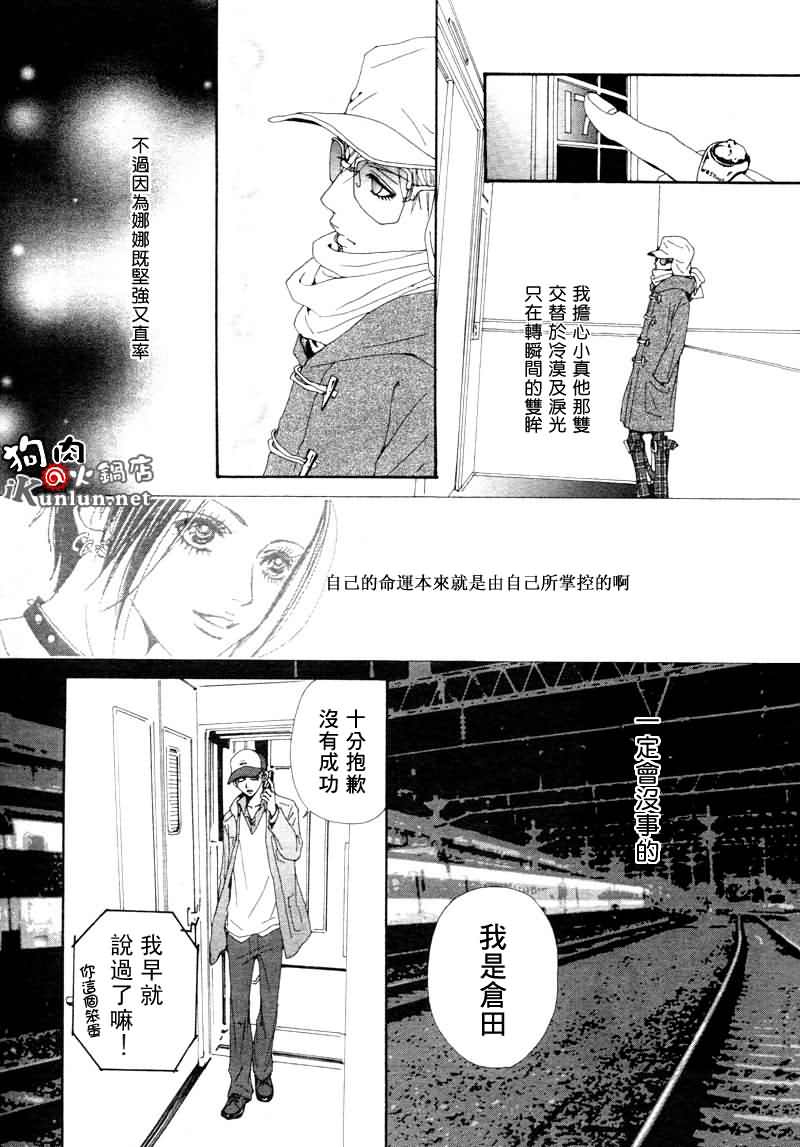 17
我擔心小真他那雙
交替於冷漠及淚光
只在轉瞬間的雙眸
不過因為娜娜既堅強又直率
狗肉@火鍋店
iKunlun.net
自己的命運本來就是由自己所掌控的啊
一定會沒事的
我是倉田
十分抱歉
沒有成功
我早就
說過了嘛！
你這個笨蛋